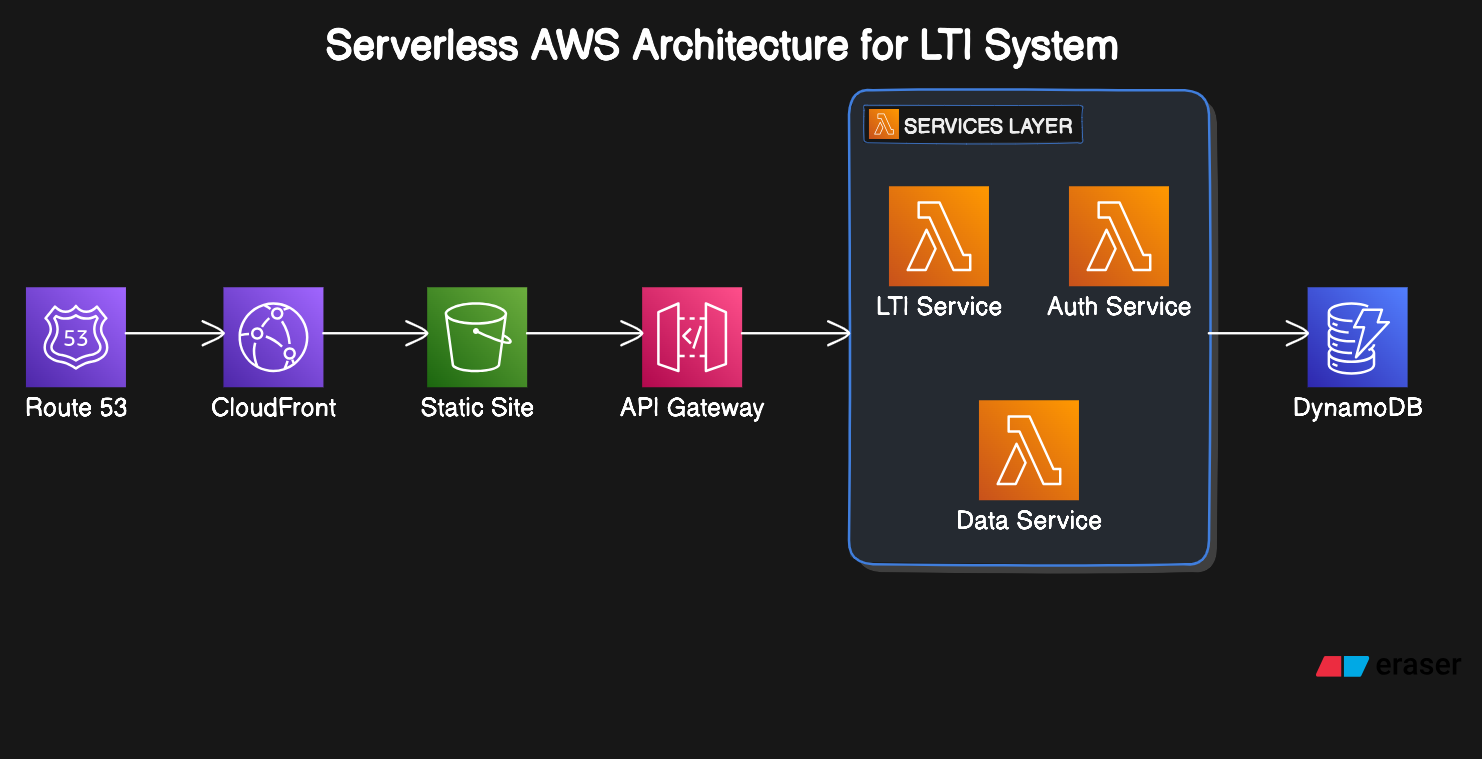 Serverless AWS Architecture for LTI System
SERVICES LAYER
LTI Service
Auth Service
53
Route 53
CloudFront
Static Site
</>
API Gateway
DynamoDB
Data Service
eraser